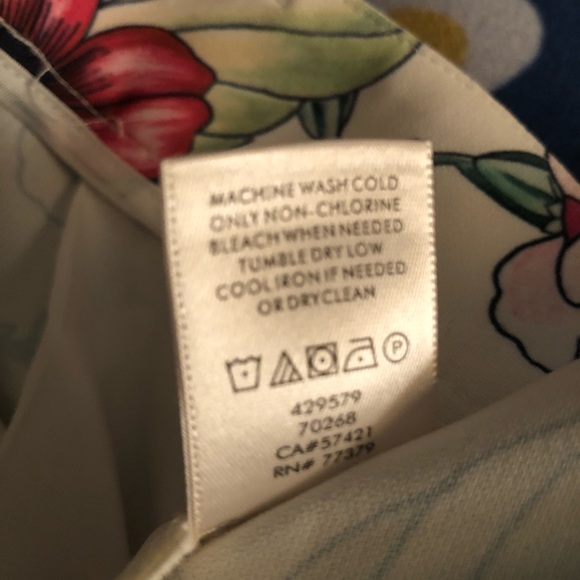 MACHINE WASH COLD
ONLY NON-CHLORINE
BLEACH WHEN NEEDED
TUMBLE DRY LOW
COOL IRON IF NEEDED
OR DRYCLEAN
P
429579
70268
CA#57421
RN# 77379